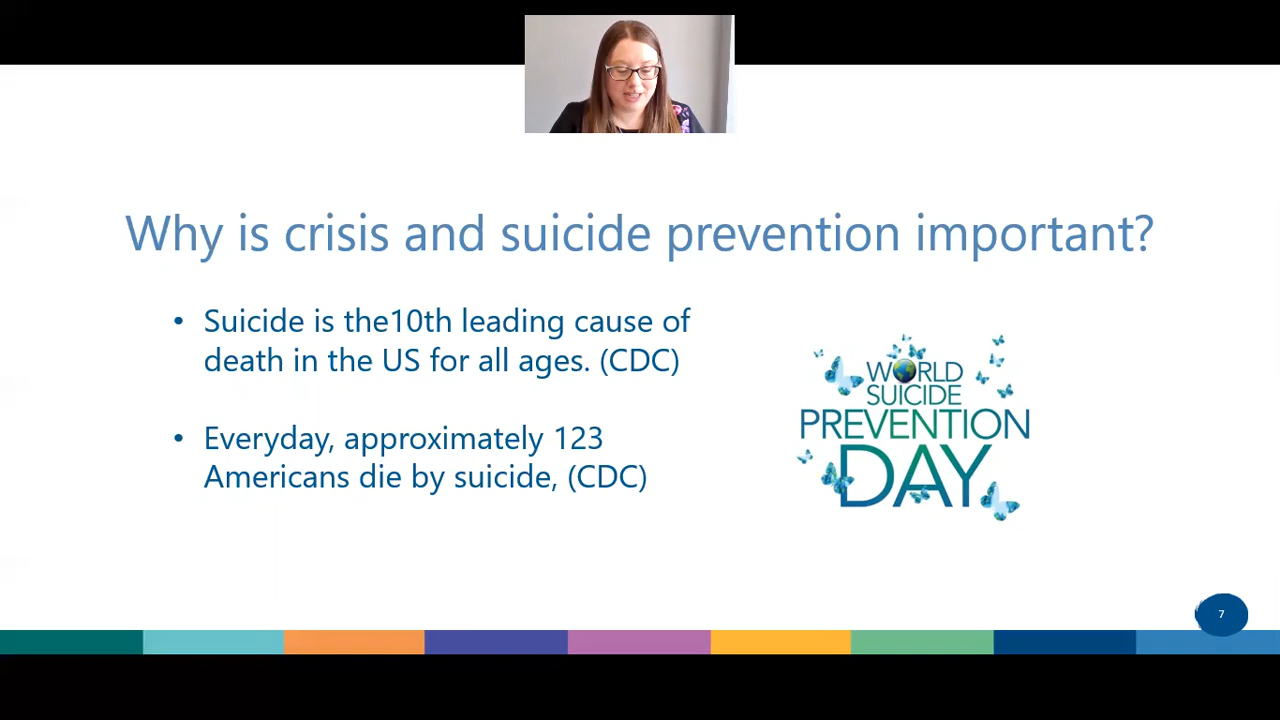 Why is crisis and suicide prevention important?
• Suicide is the10th leading cause of
death in the US for all ages. (CDC)
• Everyday, approximately 123
Americans die by suicide, (CDC)
WORLD
SUICIDE
PREVENTION
DAY
7